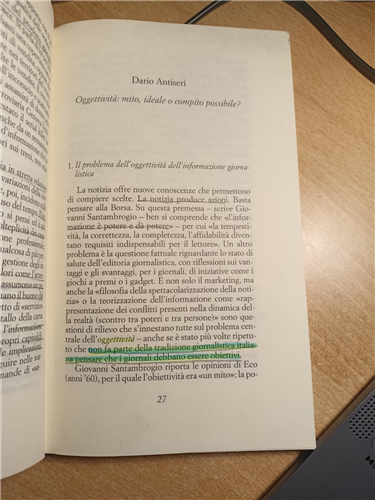 Dario Antiseri
Oggettività: mito, ideale o compito possibile?
1. Il problema dell'oggettività dell'informazione giorna-
listica
La notizia offre nuove conoscenze che permettono
di compiere scelte. La notizia produce azioni. Basta
pensare alla Borsa. Su questa premessa – scrive Gio-
vanni Santambrogio – ben si comprende che «l'infor-
mazione è potere e dà potere» – per cui «la tempesti-
vità, la correttezza, la completezza, l'affidabilità diventano
requisiti indispensabili per il lettore». Un altro
problema è la questione fattuale riguardante lo stato di
salute dell'editoria giornalistica, con riflessioni sui van-
taggi e gli svantaggi, per i giornali, di iniziative come i
giochi a premi o i gadget. E non solo il marketing, ma
anche la «filosofia della spettacolarizzazione della noti-
zia» o la teorizzazione dell'informazione come «rap-
presentazione dei conflitti presenti nella dinamica del-
la realtà (scontro tra poteri e tra persone)» sono que-
stioni di rilievo che s'innestano tutte sul problema cen-
trale dell'oggettività – anche se è stato più volte ripetu-
to che non fa parte della tradizione giornalistica italia-
na pensare che i giornali debbano essere obiettivi.
Giovanni Santambrogio riporta le opinioni di Eco
(anni '60), per il quale l'obiettività era «un mito»; la po-
27